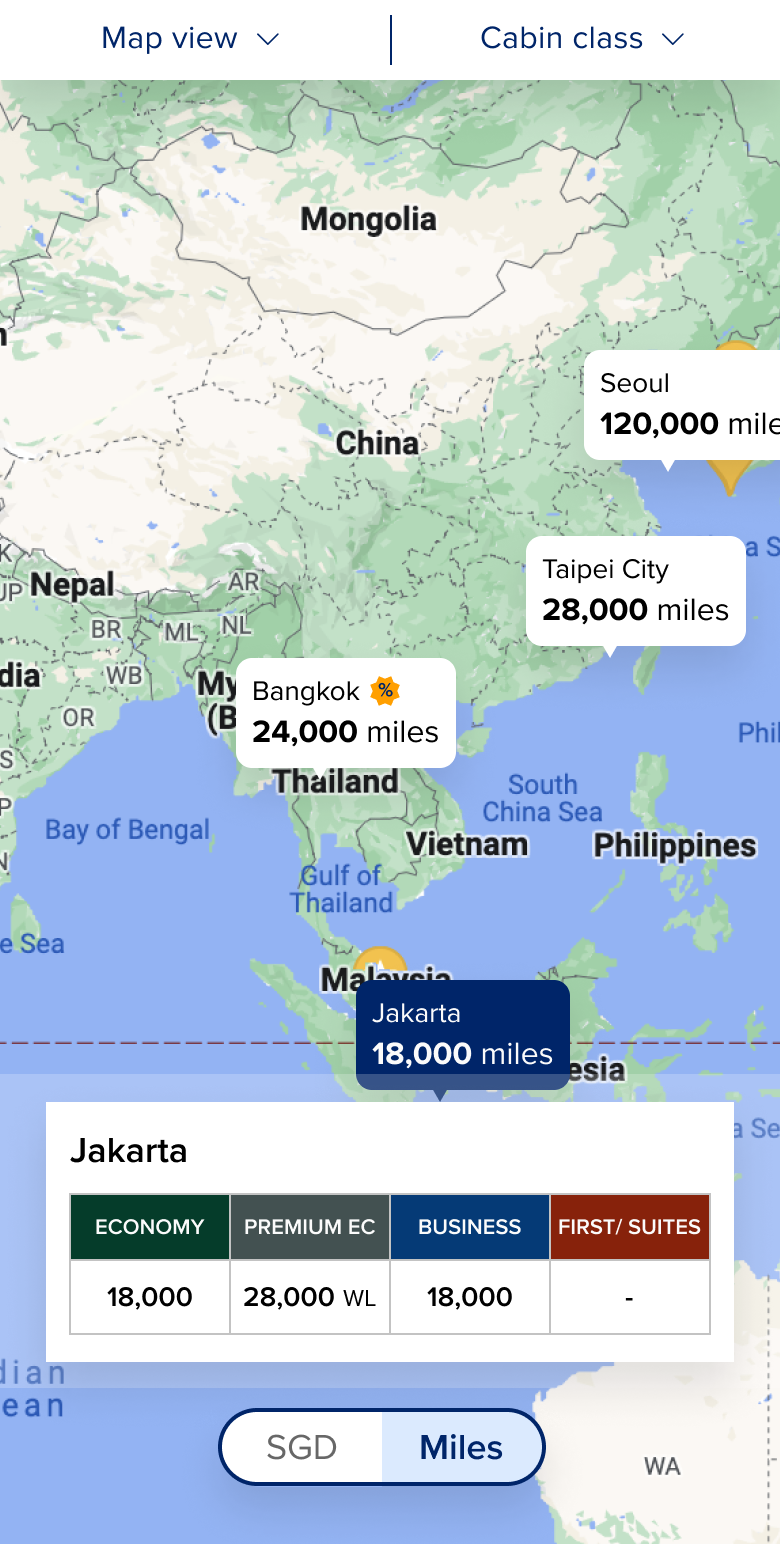 Map view
Cabin class
Mongolia
Seoul
120,000 mile
China
a S
K
UP
Nepal
AR
Taipei City
28,000 miles
BR
ML
NL
dia
WB
My
(B
Bangkok %
24,000 miles
OR
Phil
S
Thailand
South
China Sea
P
Bay of Bengal
Vietnam
Philippines
N
Gulf of
Thailand
e Sea
Malaysia
Jakarta
18,000 miles
esia
a Se
Jakarta
ECONOMY PREMIUM EC BUSINESS FIRST/ SUITES
18,000 28,000 WL 18,000 -
dian
ean
SGD Miles
WA